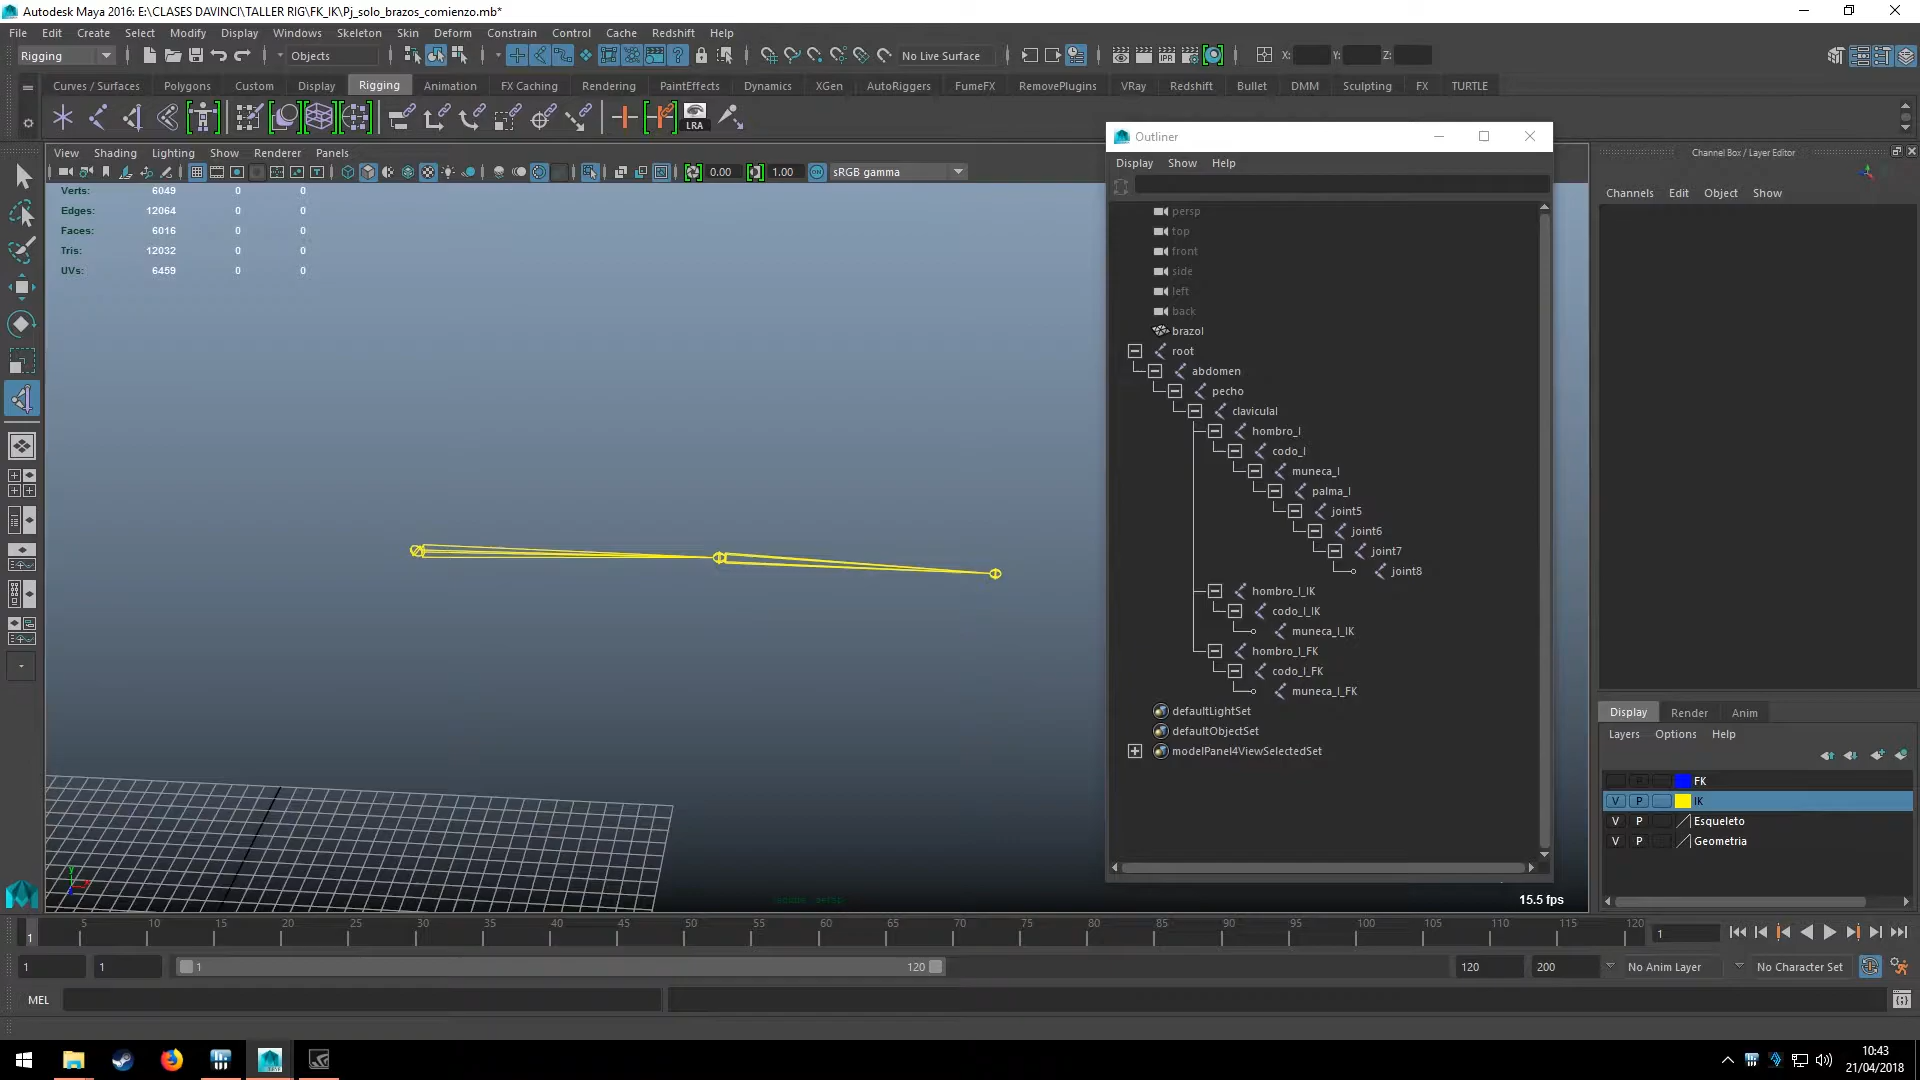 Autodesk Maya 2016: E:\CLASES DAVINCI\TALLER RIG\FK_IK\Pj_solo_brazos_comienzo.mb*
File Edit Create Select Modify Display Windows Skeleton Skin Deform Constrain Control Cache Redshift Help
Rigging Objects No Live Surface X: Y: Z:
Curves / Surfaces Polygons Custom Display Rigging Animation FX Caching Rendering PaintEffects Dynamics XGen AutoRiggers FumeFX RemovePlugins VRay Redshift Bullet DMM Sculpting FX TURTLE
LRA
View Shading Lighting Show Renderer Panels
0.00 1.00 sRGB gamma
Verts: 6049 0 0
Edges: 12064 0 0
Faces: 6016 0 0
Tris: 12032 0 0
UVs: 6459 0 0
Outliner
Display Show Help
persp
top
front
side
left
back
brazol
root
abdomen
pecho
claviculal
hombro_l
codo_l
muneca_l
palma_l
joint5
joint6
joint7
joint8
hombro_l_IK
codo_l_IK
muneca_l_IK
hombro_l_FK
codo_l_FK
muneca_l_FK
defaultLightSet
defaultObjectSet
modelPanel4ViewSelectedSet
Channel Box / Layer Editor
Channels Edit Object Show
Display Render Anim
Layers Options Help
FK
V P IK
V P Esqueleto
V P Geometria
15.5 fps
1 5 10 15 20 25 30 35 40 45 50 55 60 65 70 75 80 85 90 95 100 105 110 115 120 1
1 1 1 120 120 200 No Anim Layer No Character Set
MEL
10:43
21/04/2018